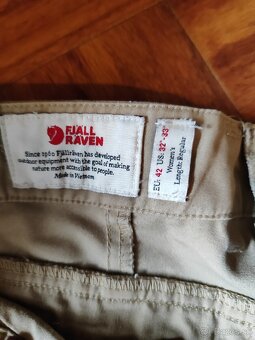 FJÄLL
RÄVEN
Since 1960 Fjällräven has developed
outdoor equipment with the goal of making
nature more accessible to people.
Made in Vietnam
EU: 42 US: 32"-33"
Women's
Length: Regular